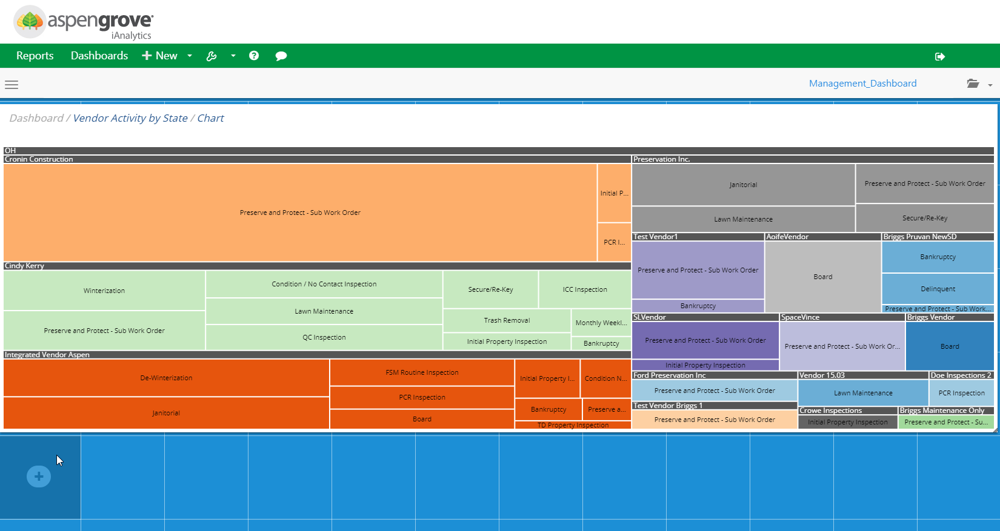 aspengrove
iAnalytics
Reports Dashboards New
Management_Dashboard
Dashboard / Vendor Activity by State / Chart
OH
Cronin Construction
Preserve and Protect - Sub Work Order
Initial P...
PCR I...
Cindy Kerry
Winterization
Preserve and Protect - Sub Work Order
Condition / No Contact Inspection
Lawn Maintenance
QC Inspection
Secure/Re-Key
ICC Inspection
Trash Removal
Initial Property Inspection
Monthly Weekl...
Bankruptcy
Integrated Vendor Aspen
De-Winterization
Janitorial
FSM Routine Inspection
PCR Inspection
Board
Initial Property I...
Condition N...
Bankruptcy
Preserve a...
TD Property Inspection
Preservation Inc.
Janitorial
Lawn Maintenance
Preserve and Protect - Sub Work Order
Secure/Re-Key
Test Vendor1
Preserve and Protect - Sub Work Order
Bankruptcy
AoifeVendor
Board
Briggs Pruvan NewSD
Bankruptcy
Delinquent
Preserve and Protect - Sub Work...
SLVendor
Preserve and Protect - Sub Work Order
Initial Property Inspection
SpaceVince
Preserve and Protect - Sub Work Or...
Briggs Vendor
Board
Ford Preservation Inc
Preserve and Protect - Sub Work Order
Test Vendor Briggs 1
Preserve and Protect - Sub Work Order
Vendor 15.03
Lawn Maintenance
Doe Inspections 2
PCR Inspection
Crowe Inspections
Initial Property Inspection
Briggs Maintenance Only
Preserve and Protect - Su...